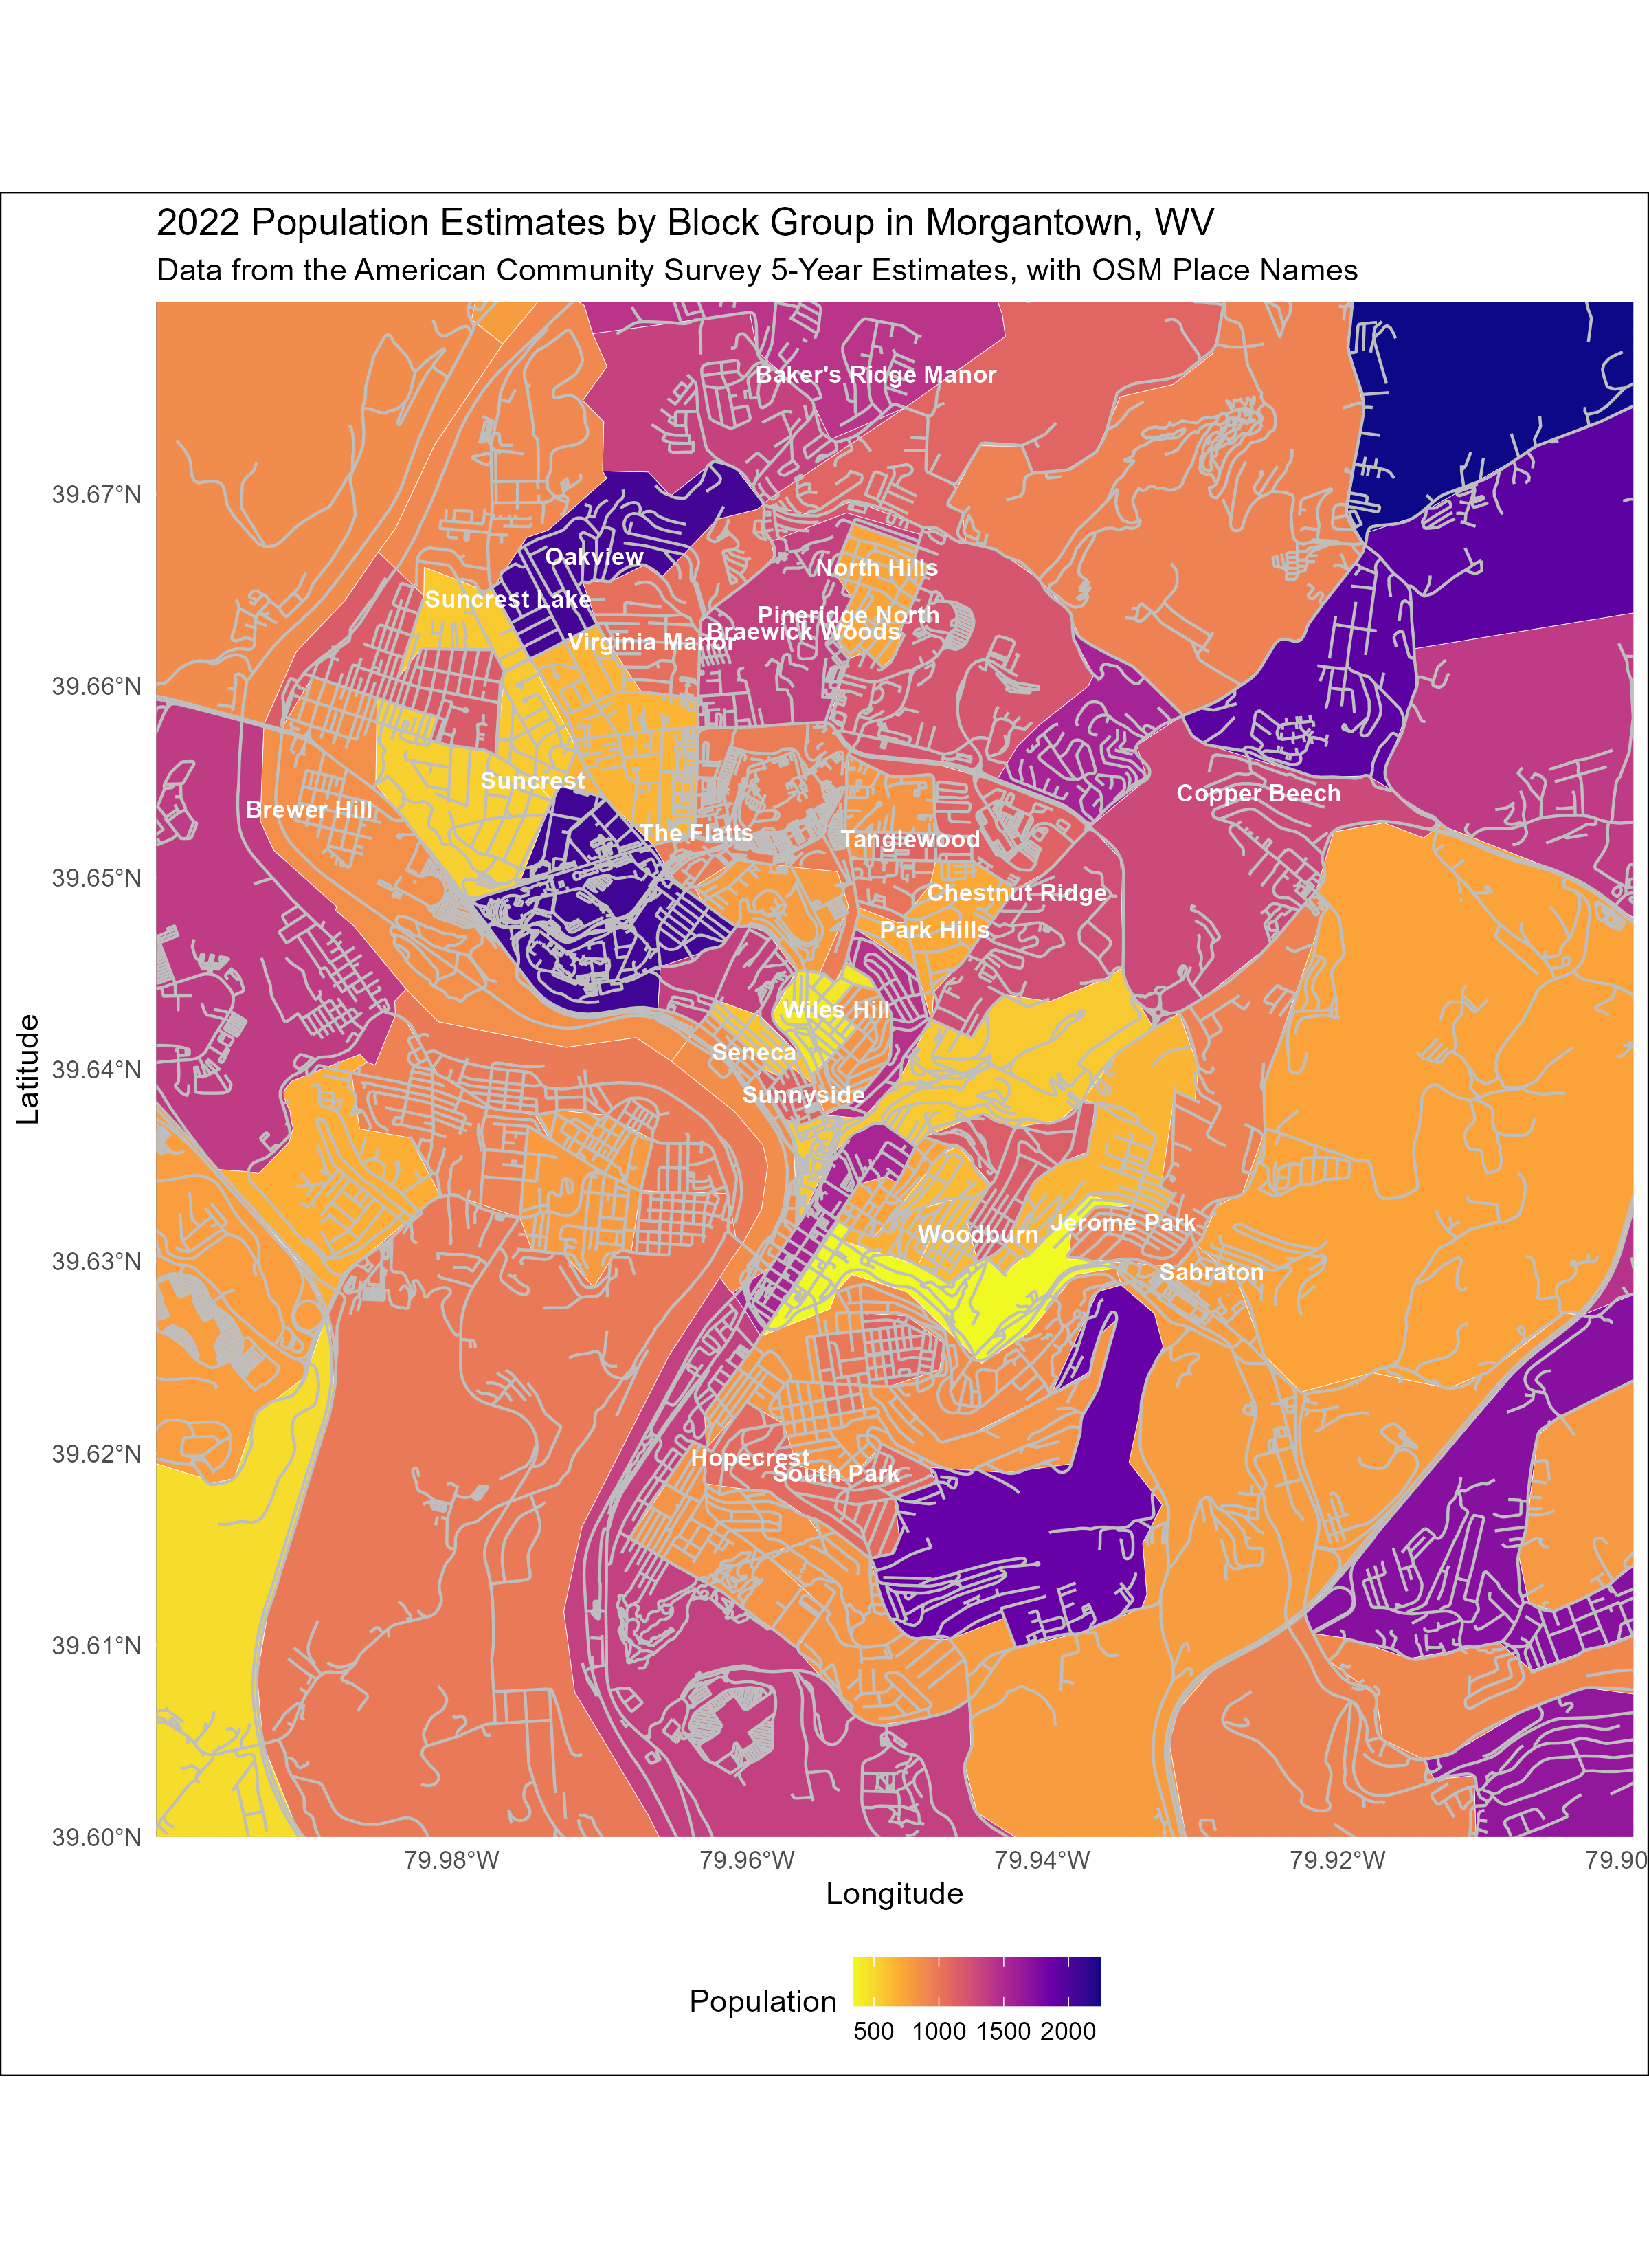 2022 Population Estimates by Block Group in Morgantown, WV
Data from the American Community Survey 5-Year Estimates, with OSM Place Names
Baker's Ridge Manor
39.67°N
Oakview
North Hills
Suncrest Lake
Pineridge North
Braewick Woods
Virginia Manor
39.66°N
Suncrest
Copper Beech
Brewer Hill
The Flatts
Tanglewood
39.65°N
Chestnut Ridge
Park Hills
Wiles Hill
Seneca
39.64°N
Latitude
Sunnyside
Jerome Park
Woodburn
39.63°N
Sabraton
39.62°N
Hopecrest
South Park
39.61°N
39.60°N
79.98°W
79.96°W
79.94°W
79.92°W
79.90
Longitude
Population
500
1000
1500
2000